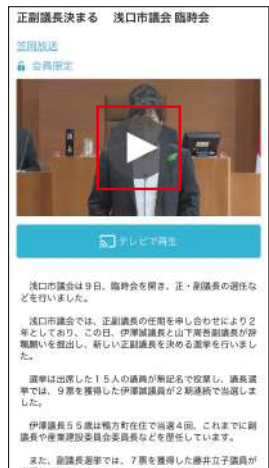 正副議長決まる 浅口市議会 臨時会
笠岡放送
会員限定
議長
テレビで再生
浅口市議会は９日、臨時会を開き、正・副議長の選任な
どを行いました。
浅口市議会では、正副議長の任期を申し合わせにより２
年としており、この日、伊澤誠議長と山下周吾副議長が辞
職願いを提出し、新しい正副議長を決める選挙を行いまし
た。
選挙は出席した１５人の議員が無記名で投票し、議長選
挙では、９票を獲得した伊澤誠議員が２期連続で当選しま
した。
伊澤議長５５歳は鴨方町在住で当選４回、これまでに副
議長や産業建設委員会委員長などを歴任しています。
また、副議長選挙では、７票を獲得した藤井立子議員が